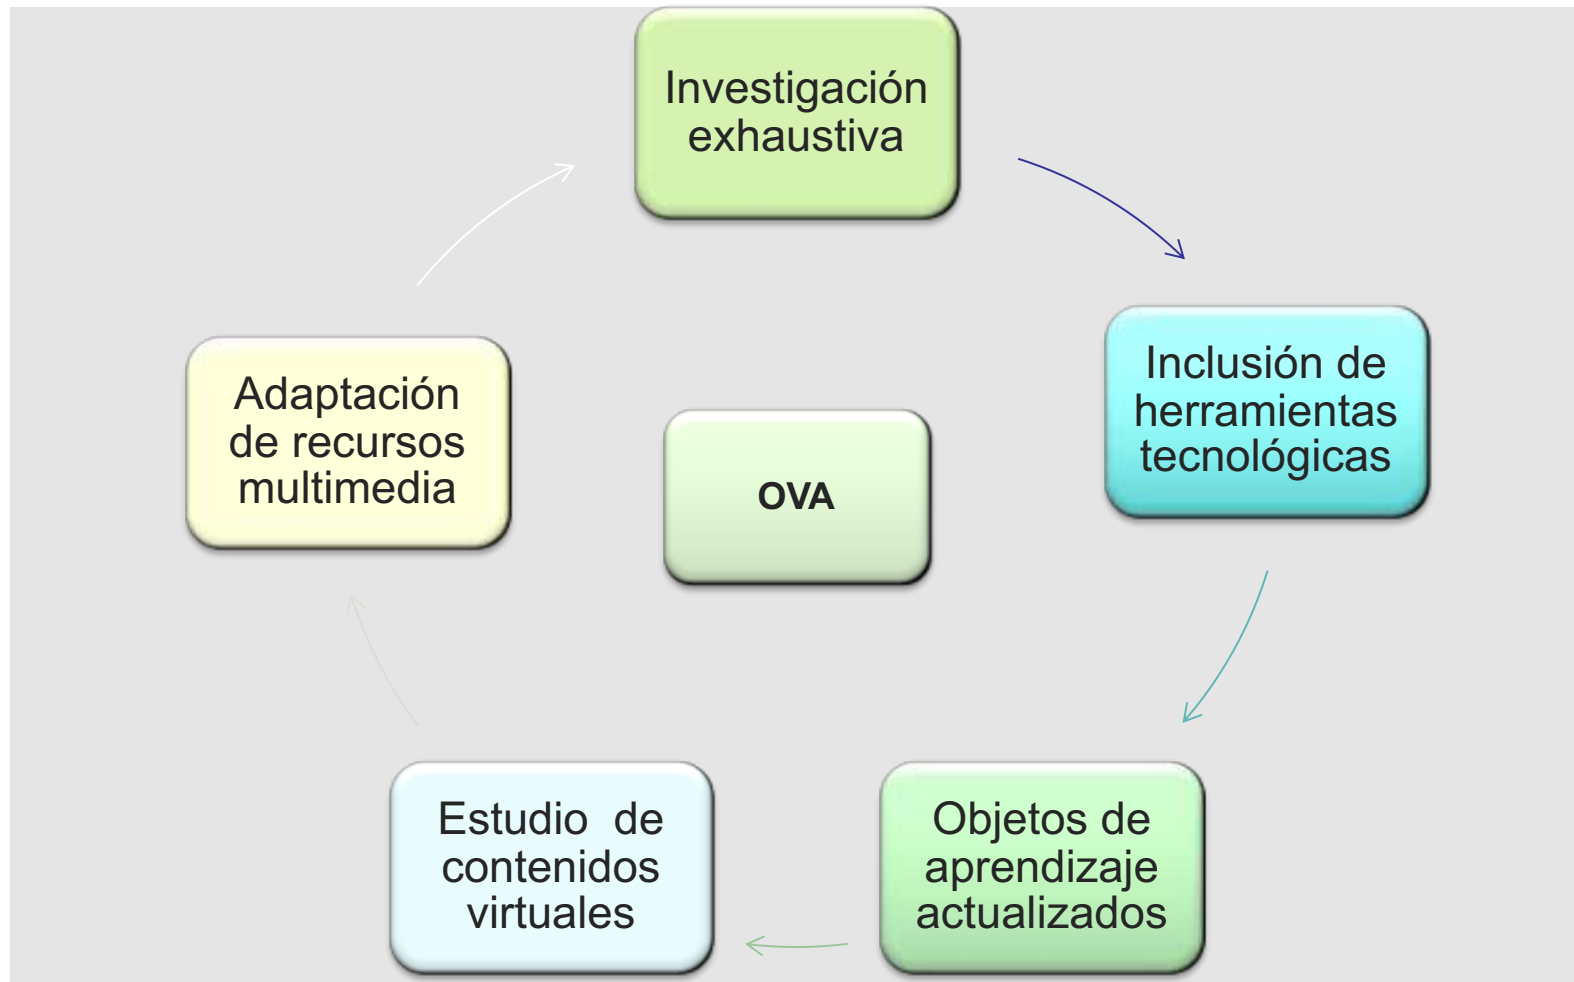 Investigación
exhaustiva
Inclusión de
herramientas
tecnológicas
Adaptación
de recursos
multimedia
OVA
Estudio  de
contenidos
virtuales
Objetos de
aprendizaje
actualizados